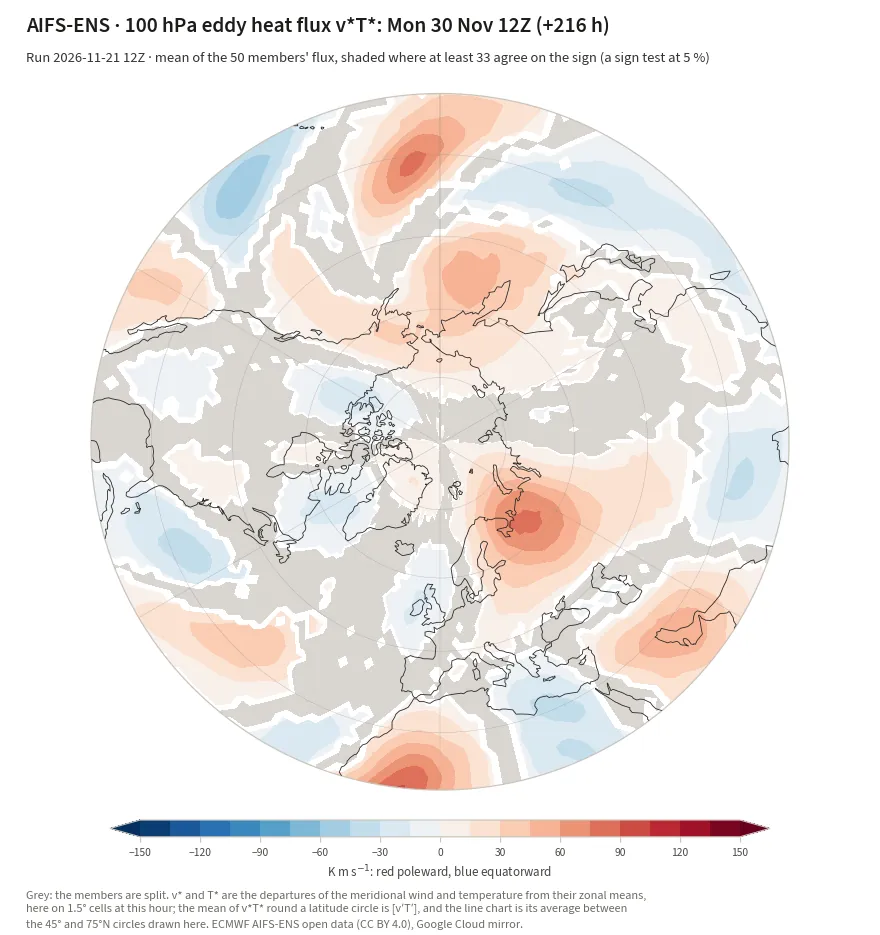 AIFS-ENS · 100 hPa eddy heat flux v*T*: Mon 30 Nov 12Z (+216 h)
Run 2026-11-21 12Z · mean of the 50 members' flux, shaded where at least 33 agree on the sign (a sign test at 5 %)
−150 −120 −90 −60 −30 0 30 60 90 120 150
K m s⁻¹: red poleward, blue equatorward
Grey: the members are split. v* and T* are the departures of the meridional wind and temperature from their zonal means,
here on 1.5° cells at this hour; the mean of v*T* round a latitude circle is [v′T′], and the line chart is its average between
the 45° and 75°N circles drawn here. ECMWF AIFS-ENS open data (CC BY 4.0), Google Cloud mirror.